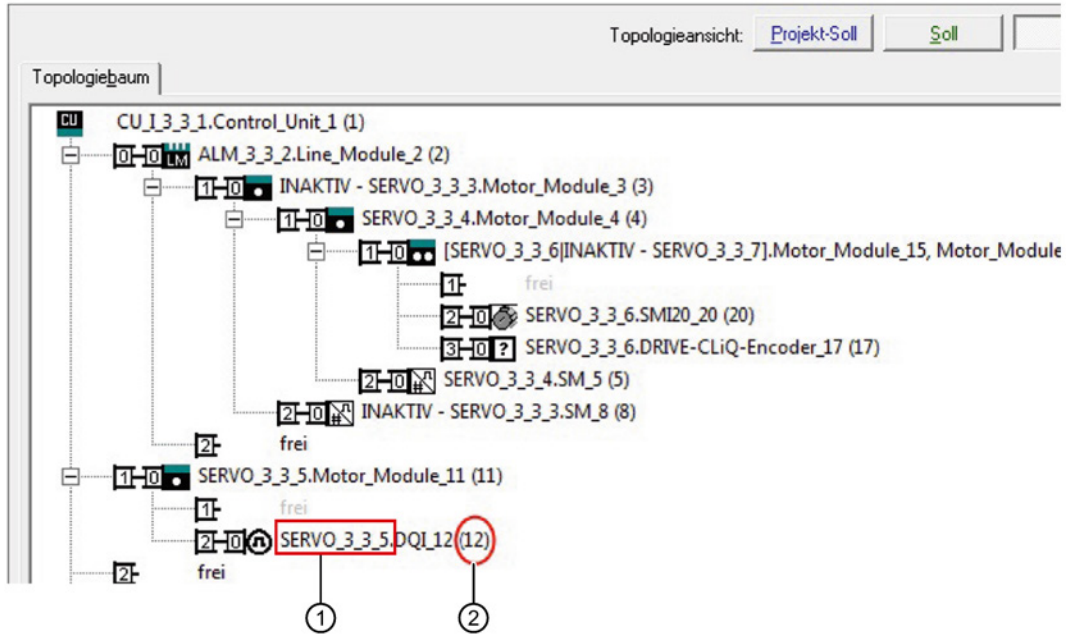 Topologieansicht: Projekt-Soll Soll
Topologiebaum
CU CU_I_3_3_1.Control_Unit_1 (1)
0 0 LM ALM_3_3_2.Line_Module_2 (2)
1 0 INAKTIV - SERVO_3_3_3.Motor_Module_3 (3)
1 0 SERVO_3_3_4.Motor_Module_4 (4)
1 0 [SERVO_3_3_6|INAKTIV - SERVO_3_3_7].Motor_Module_15, Motor_Module
1 frei
2 0 SERVO_3_3_6.SMI20_20 (20)
3 0 ? SERVO_3_3_6.DRIVE-CLiQ-Encoder_17 (17)
2 0 # SERVO_3_3_4.SM_5 (5)
2 0 # INAKTIV - SERVO_3_3_3.SM_8 (8)
2 frei
1 0 SERVO_3_3_5.Motor_Module_11 (11)
1 frei
2 0 SERVO_3_3_5.DQI_12 (12)
2 frei
1 2